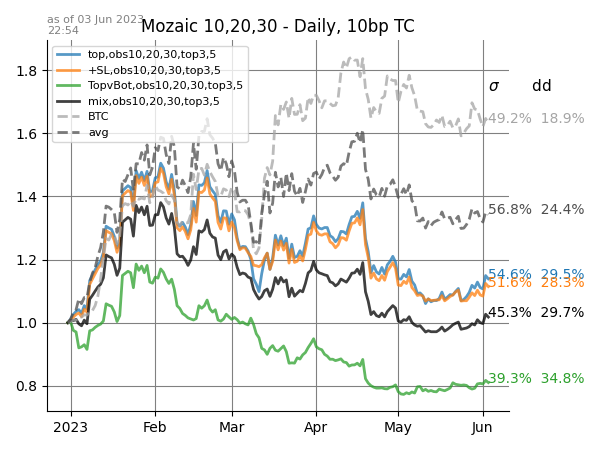 as of 03 Jun 2023
22:54
Mozaic 10,20,30 - Daily, 10bp TC
top,obs10,20,30,top3,5
+SL,obs10,20,30,top3,5
TopvBot,obs10,20,30,top3,5
mix,obs10,20,30,top3,5
BTC
avg
σ dd
49.2% 18.9%
56.8% 24.4%
54.6% 29.5%
51.6% 28.3%
45.3% 29.7%
39.3% 34.8%
1.8
1.6
1.4
1.2
1.0
0.8
2023 Feb Mar Apr May Jun